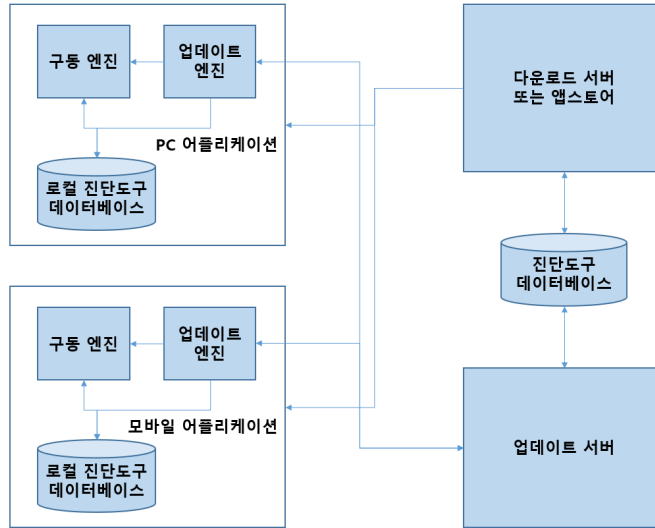 구동 엔진
업데이트
엔진
PC 어플리케이션
로컬 진단도구
데이터베이스
다운로드 서버
또는 앱스토어
진단도구
데이터베이스
구동 엔진
업데이트
엔진
모바일 어플리케이션
로컬 진단도구
데이터베이스
업데이트 서버